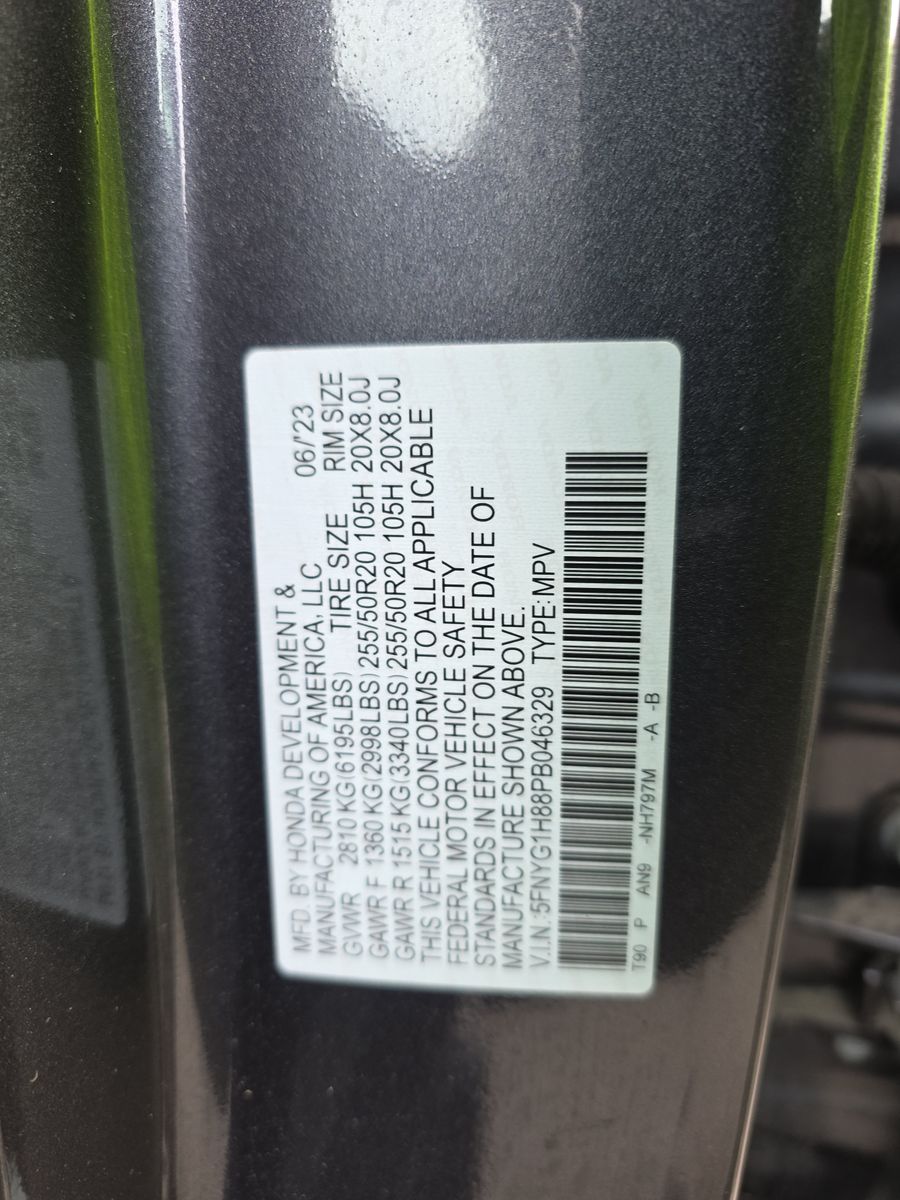 MFD. BY HONDA DEVELOPMENT &
MANUFACTURING OF AMERICA, LLC 06/'23
GVWR 2810 KG(6195LBS) TIRE SIZE RIM SIZE
GAWR F 1360 KG(2998LBS)255/50R20 105H 20X8.0J
GAWR R 1515 KG(3340LBS)255/50R20 105H 20X8.0J
THIS VEHICLE CONFORMS TO ALL APPLICABLE
FEDERAL MOTOR VEHICLE SAFETY
STANDARDS IN EFFECT ON THE DATE OF
MANUFACTURE SHOWN ABOVE.
V.I.N.:5FNYG1H88PB046329 TYPE:MPV
T90 P AN9 -NH797M -A -B